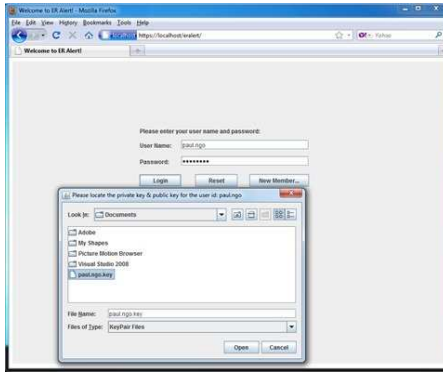 Welcome to ER Alert! - Mozilla Firefox
File Edit View History Bookmarks Tools Help
localhost https://localhost/eralert/
Yahoo
Welcome to ER Alert!
Please enter your user name and password:
User Name: paul.ngo
Password: ••••••••
Login Reset New Member...
Please locate the private key & public key for the user id: paul.ngo
Look In: Documents
Adobe
My Shapes
Picture Motion Browser
Visual Studio 2008
paul.ngo.key
File Name: paul.ngo.key
Files of Type: KeyPair Files
Open Cancel